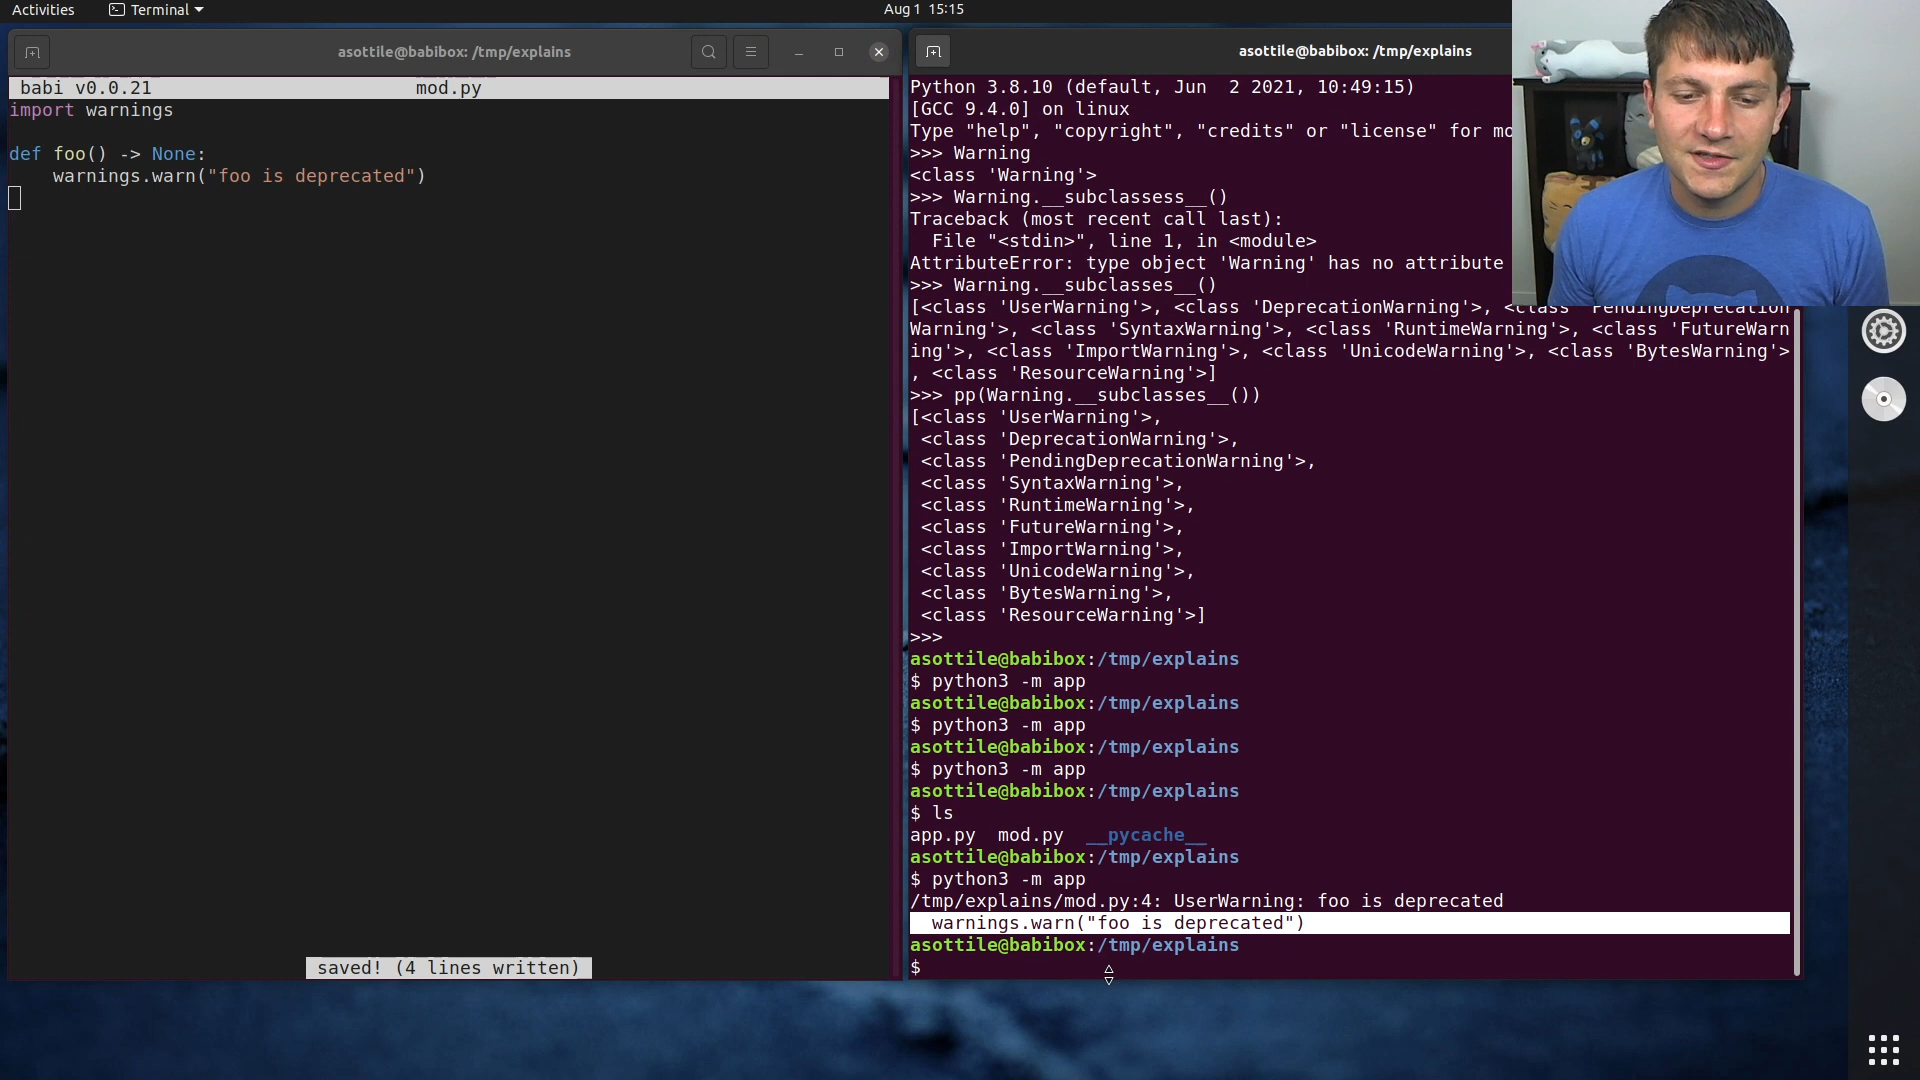 Activities
Terminal
Aug 1 15:15
asottile@babibox: /tmp/explains
babi v0.0.21 mod.py
import warnings
def foo() -> None:
warnings.warn("foo is deprecated")
saved! (4 lines written)
asottile@babibox: /tmp/explains
Python 3.8.10 (default, Jun  2 2021, 10:49:15)
[GCC 9.4.0] on linux
Type "help", "copyright", "credits" or "license" for mo
>>> Warning
<class 'Warning'>
>>> Warning.__subclassess__()
Traceback (most recent call last):
  File "<stdin>", line 1, in <module>
AttributeError: type object 'Warning' has no attribute
>>> Warning.__subclasses__()
[<class 'UserWarning'>, <class 'DeprecationWarning'>, <class 'PendingDeprecation
Warning'>, <class 'SyntaxWarning'>, <class 'RuntimeWarning'>, <class 'FutureWarn
ing'>, <class 'ImportWarning'>, <class 'UnicodeWarning'>, <class 'BytesWarning'>
, <class 'ResourceWarning'>]
>>> pp(Warning.__subclasses__())
[<class 'UserWarning'>,
 <class 'DeprecationWarning'>,
 <class 'PendingDeprecationWarning'>,
 <class 'SyntaxWarning'>,
 <class 'RuntimeWarning'>,
 <class 'FutureWarning'>,
 <class 'ImportWarning'>,
 <class 'UnicodeWarning'>,
 <class 'BytesWarning'>,
 <class 'ResourceWarning'>]
>>>
asottile@babibox:/tmp/explains
$ python3 -m app
asottile@babibox:/tmp/explains
$ python3 -m app
asottile@babibox:/tmp/explains
$ python3 -m app
asottile@babibox:/tmp/explains
$ ls
app.py  mod.py  __pycache__
asottile@babibox:/tmp/explains
$ python3 -m app
/tmp/explains/mod.py:4: UserWarning: foo is deprecated
  warnings.warn("foo is deprecated")
asottile@babibox:/tmp/explains
$